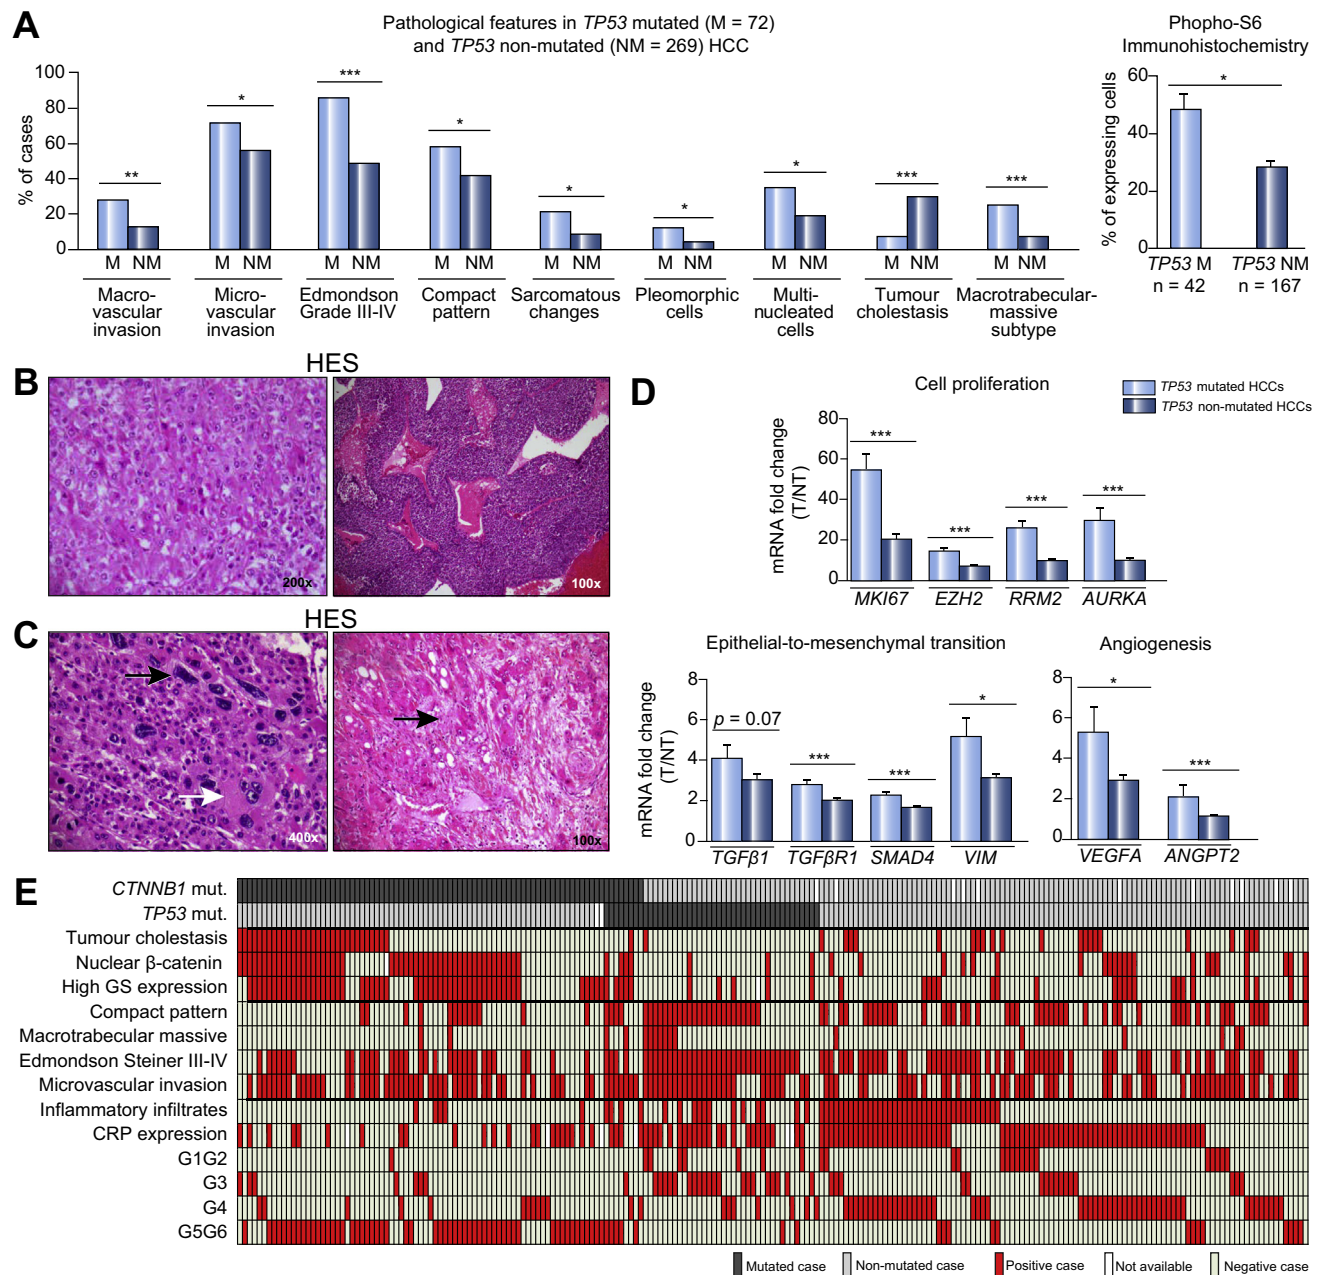 A
Pathological features in TP53 mutated (M = 72)
and TP53 non-mutated (NM = 269) HCC
% of cases
100
80
60
40
20
0
**
*
***
*
*
*
*
***
***
M NM M NM M NM M NM M NM M NM M NM M NM M NM
Macro-
vascular
invasion
Micro-
vascular
invasion
Edmondson
Grade III-IV
Compact
pattern
Sarcomatous
changes
Pleomorphic
cells
Multi-
nucleated
cells
Tumour
cholestasis
Macrotrabecular-
massive
subtype
Phopho-S6
Immunohistochemistry
% of expressing cells
60
40
20
0
*
TP53 M
n = 42
TP53 NM
n = 167
B
HES
200x
100x
C
HES
400x
100x
D
TP53 mutated HCCs
TP53 non-mutated HCCs
Cell proliferation
mRNA fold change
(T/NT)
80
60
40
20
0
***
***
***
***
MKI67 EZH2 RRM2 AURKA
Epithelial-to-mesenchymal transition
mRNA fold change
(T/NT)
8
6
4
2
0
p = 0.07
***
***
*
TGFβ1 TGFβR1 SMAD4 VIM
Angiogenesis
8
6
4
2
0
*
***
VEGFA ANGPT2
E
CTNNB1 mut.
TP53 mut.
Tumour cholestasis
Nuclear β-catenin
High GS expression
Compact pattern
Macrotrabecular massive
Edmondson Steiner III-IV
Microvascular invasion
Inflammatory infiltrates
CRP expression
G1G2
G3
G4
G5G6
Mutated case Non-mutated case Positive case Not available Negative case